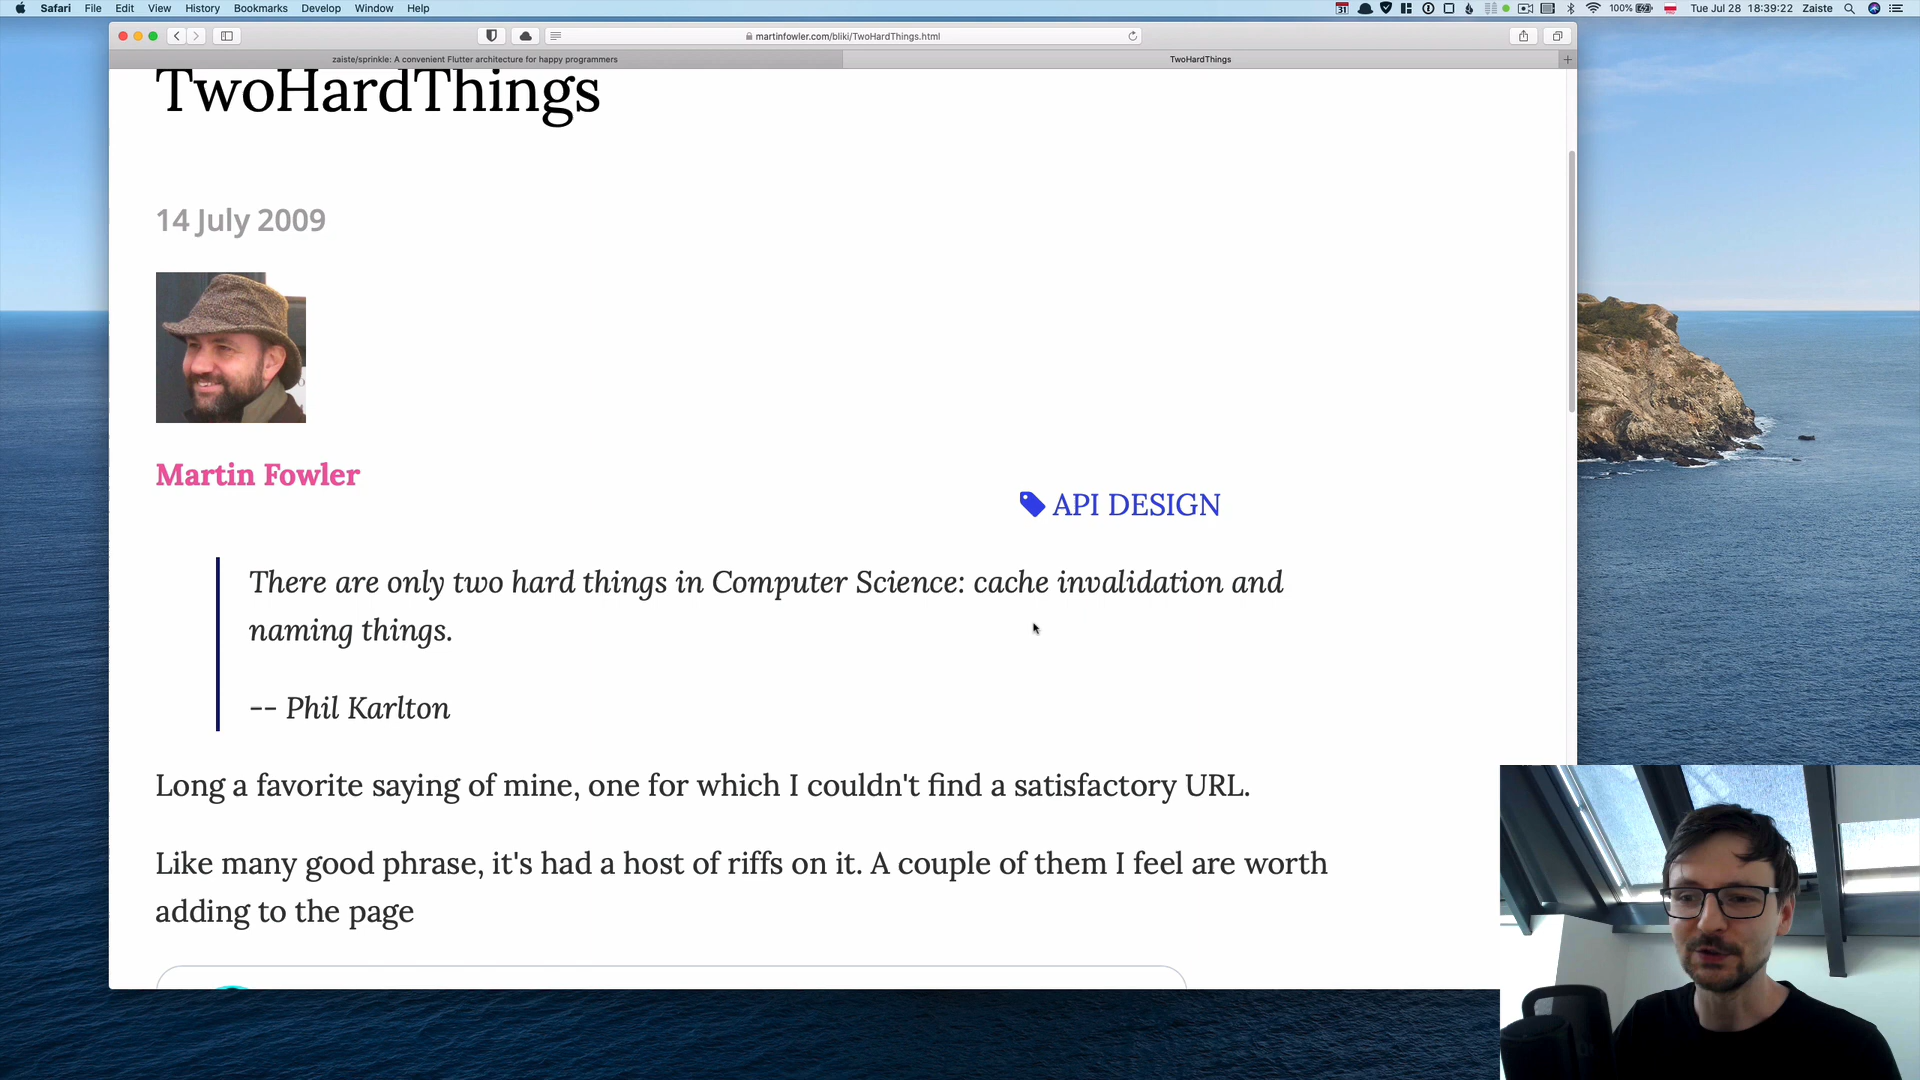 Safari File Edit View History Bookmarks Develop Window Help
31
100%
Tue Jul 28 18:39:22 Zaiste
martinfowler.com/bliki/TwoHardThings.html
zaiste/sprinkle: A convenient Flutter architecture for happy programmers
TwoHardThings
TwoHardThings
14 July 2009
Martin Fowler
API DESIGN
There are only two hard things in Computer Science: cache invalidation and
naming things.
-- Phil Karlton
Long a favorite saying of mine, one for which I couldn't find a satisfactory URL.
Like many good phrase, it's had a host of riffs on it. A couple of them I feel are worth
adding to the page